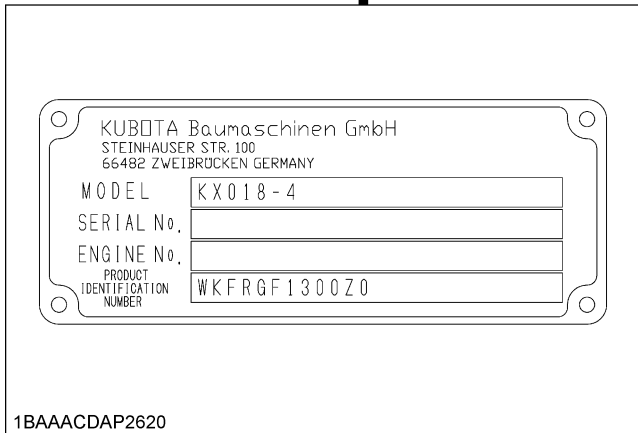 KUBOTA Baumaschinen GmbH
STEINHAUSER STR. 100
66482 ZWEIBRÜCKEN GERMANY
MODEL KX018-4
SERIAL No.
ENGINE No.
PRODUCT
IDENTIFICATION
NUMBER
WKFRGF1300Z0
1BAAACDAP2620